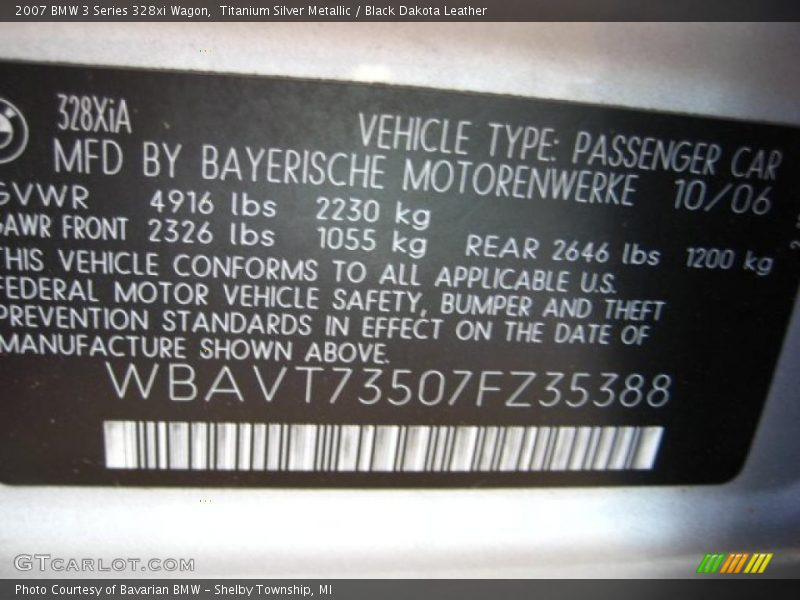 2007 BMW 3 Series 328xi Wagon,  Titanium Silver Metallic / Black Dakota Leather
328XiA
VEHICLE TYPE: PASSENGER CAR
MFD BY BAYERISCHE MOTORENWERKE 10/06
GVWR 4916 lbs 2230 kg
GAWR FRONT 2326 lbs 1055 kg REAR 2646 lbs 1200 kg
THIS VEHICLE CONFORMS TO ALL APPLICABLE U.S.
FEDERAL MOTOR VEHICLE SAFETY, BUMPER AND THEFT
PREVENTION STANDARDS IN EFFECT ON THE DATE OF
MANUFACTURE SHOWN ABOVE.
WBAVT73507FZ35388
GTCARLOT.COM
Photo Courtesy of Bavarian BMW – Shelby Township, MI